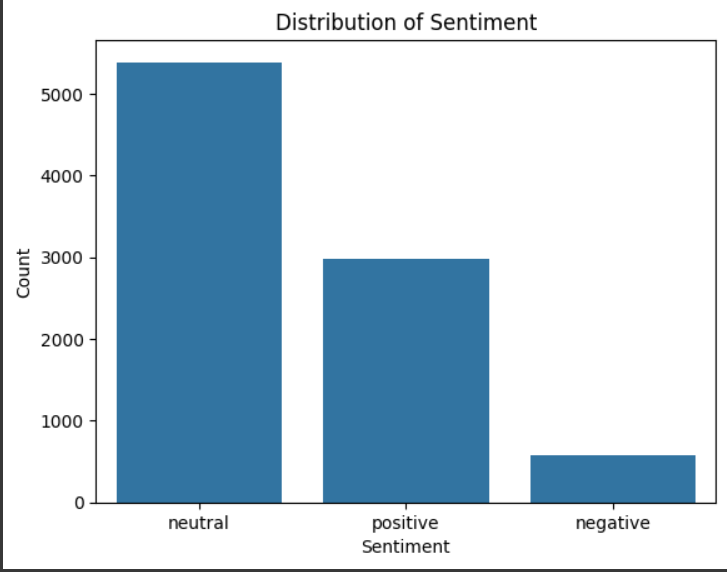 Distribution of Sentiment
5000
4000
3000
2000
1000
0
Count
neutral positive negative
Sentiment